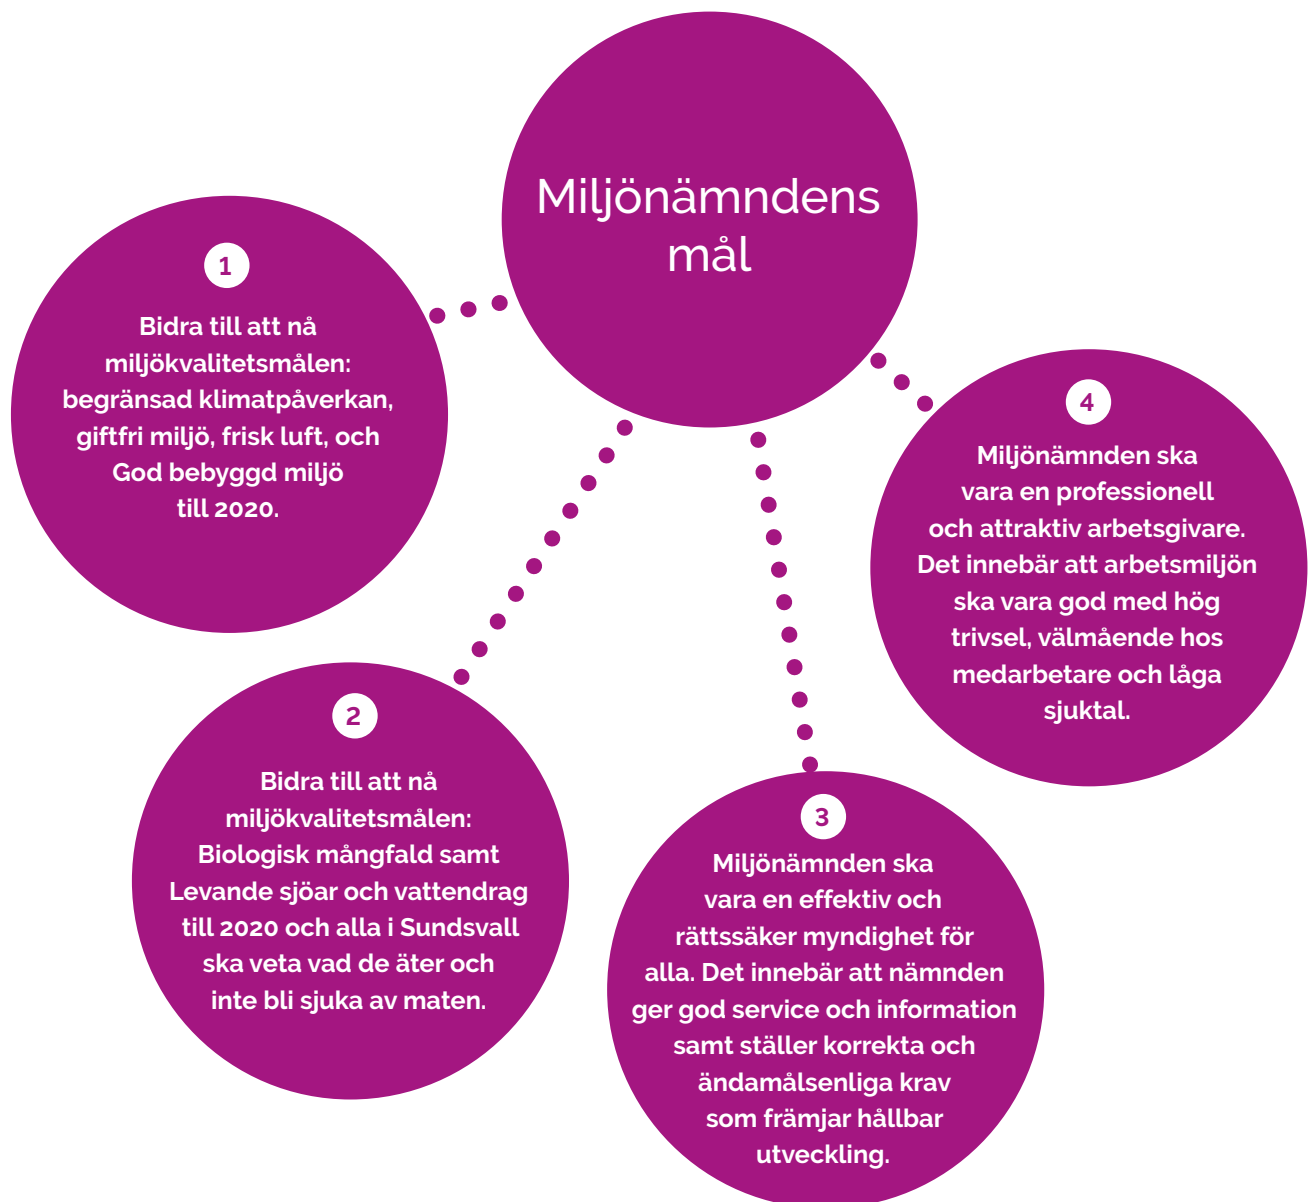 Miljönämndens
mål
1
Bidra till att nå
miljökvalitetsmålen:
begränsad klimatpåverkan,
giftfri miljö, frisk luft, och
God bebyggd miljö
till 2020.
2
Bidra till att nå
miljökvalitetsmålen:
Biologisk mångfald samt
Levande sjöar och vattendrag
till 2020 och alla i Sundsvall
ska veta vad de äter och
inte bli sjuka av maten.
3
Miljönämnden ska
vara en effektiv och
rättssäker myndighet för
alla. Det innebär att nämnden
ger god service och information
samt ställer korrekta och
ändamålsenliga krav
som främjar hållbar
utveckling.
4
Miljönämnden ska
vara en professionell
och attraktiv arbetsgivare.
Det innebär att arbetsmiljön
ska vara god med hög
trivsel, välmående hos
medarbetare och låga
sjuktal.